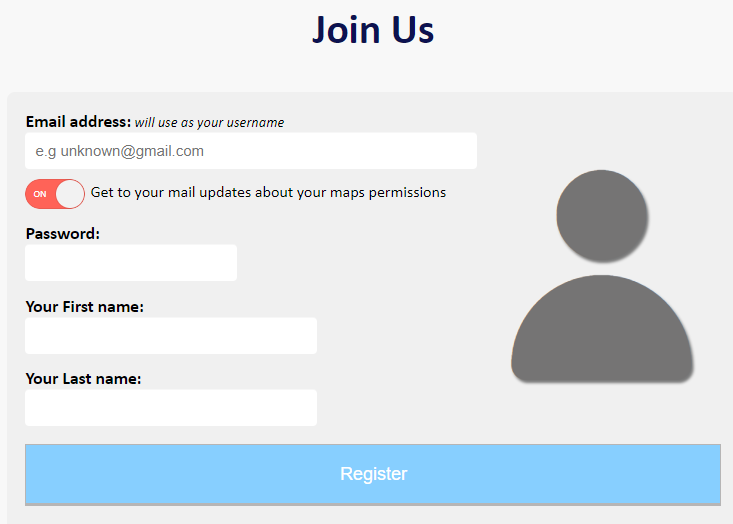 Join Us
Email address: will use as your username
e.g unknown@gmail.com
ON Get to your mail updates about your maps permissions
Password:
Your First name:
Your Last name:
Register